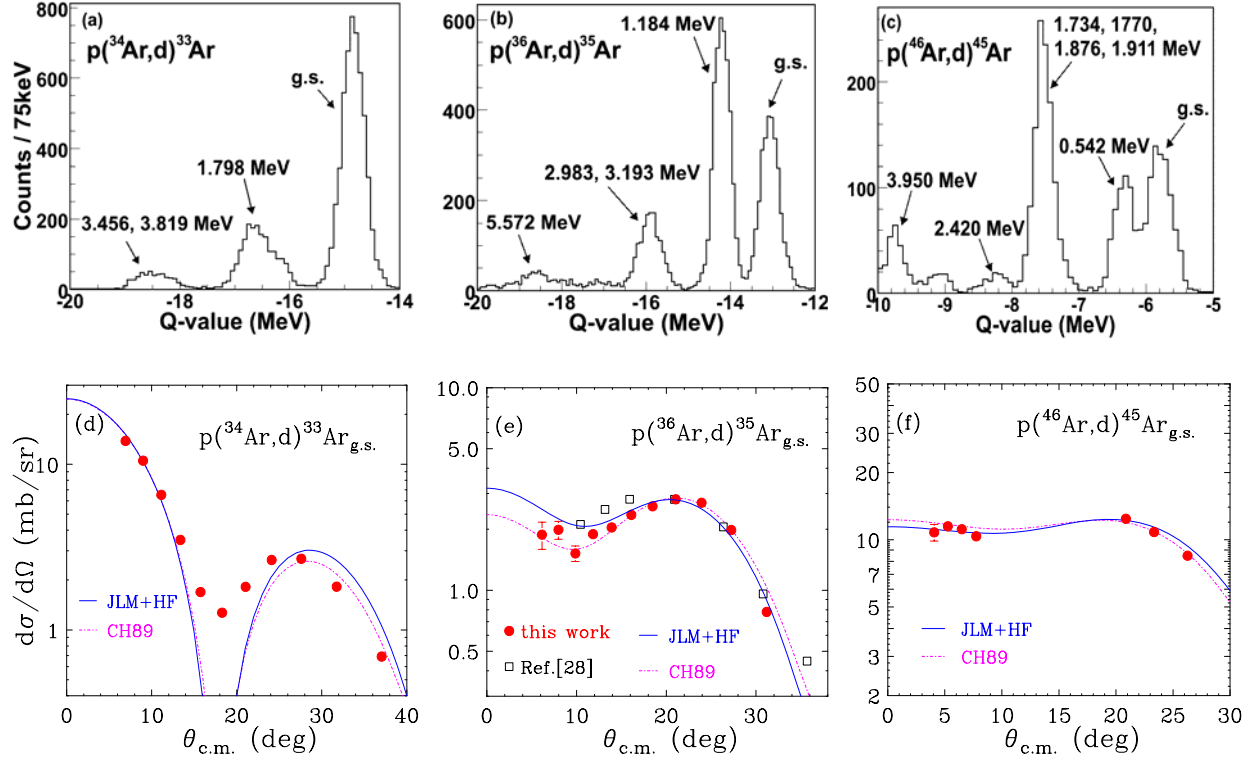 (a)
p(³⁴Ar,d)³³Ar
g.s.
1.798 MeV
3.456, 3.819 MeV
800
600
400
200
0
Counts / 75keV
-20
-18
-16
-14
Q-value (MeV)
(b)
p(³⁶Ar,d)³⁵Ar
1.184 MeV
g.s.
2.983, 3.193 MeV
5.572 MeV
600
400
200
0
-20
-18
-16
-14
-12
Q-value (MeV)
(c)
1.734, 1770,
1.876, 1.911 MeV
p(⁴⁶Ar,d)⁴⁵Ar
g.s.
0.542 MeV
3.950 MeV
2.420 MeV
200
100
0
-10
-9
-8
-7
-6
-5
Q-value (MeV)
(d)
p(³⁴Ar,d)³³Ar_g.s.
10
1
dσ/dΩ (mb/sr)
JLM+HF
CH89
0
10
20
30
40
θ_c.m. (deg)
(e)
p(³⁶Ar,d)³⁵Ar_g.s.
10.0
5.0
1.0
0.5
this work
Ref.[28]
JLM+HF
CH89
0
10
20
30
θ_c.m. (deg)
(f)
p(⁴⁶Ar,d)⁴⁵Ar_g.s.
50
40
30
20
10
7
5
3
2
JLM+HF
CH89
0
5
10
15
20
25
30
θ_c.m. (deg)